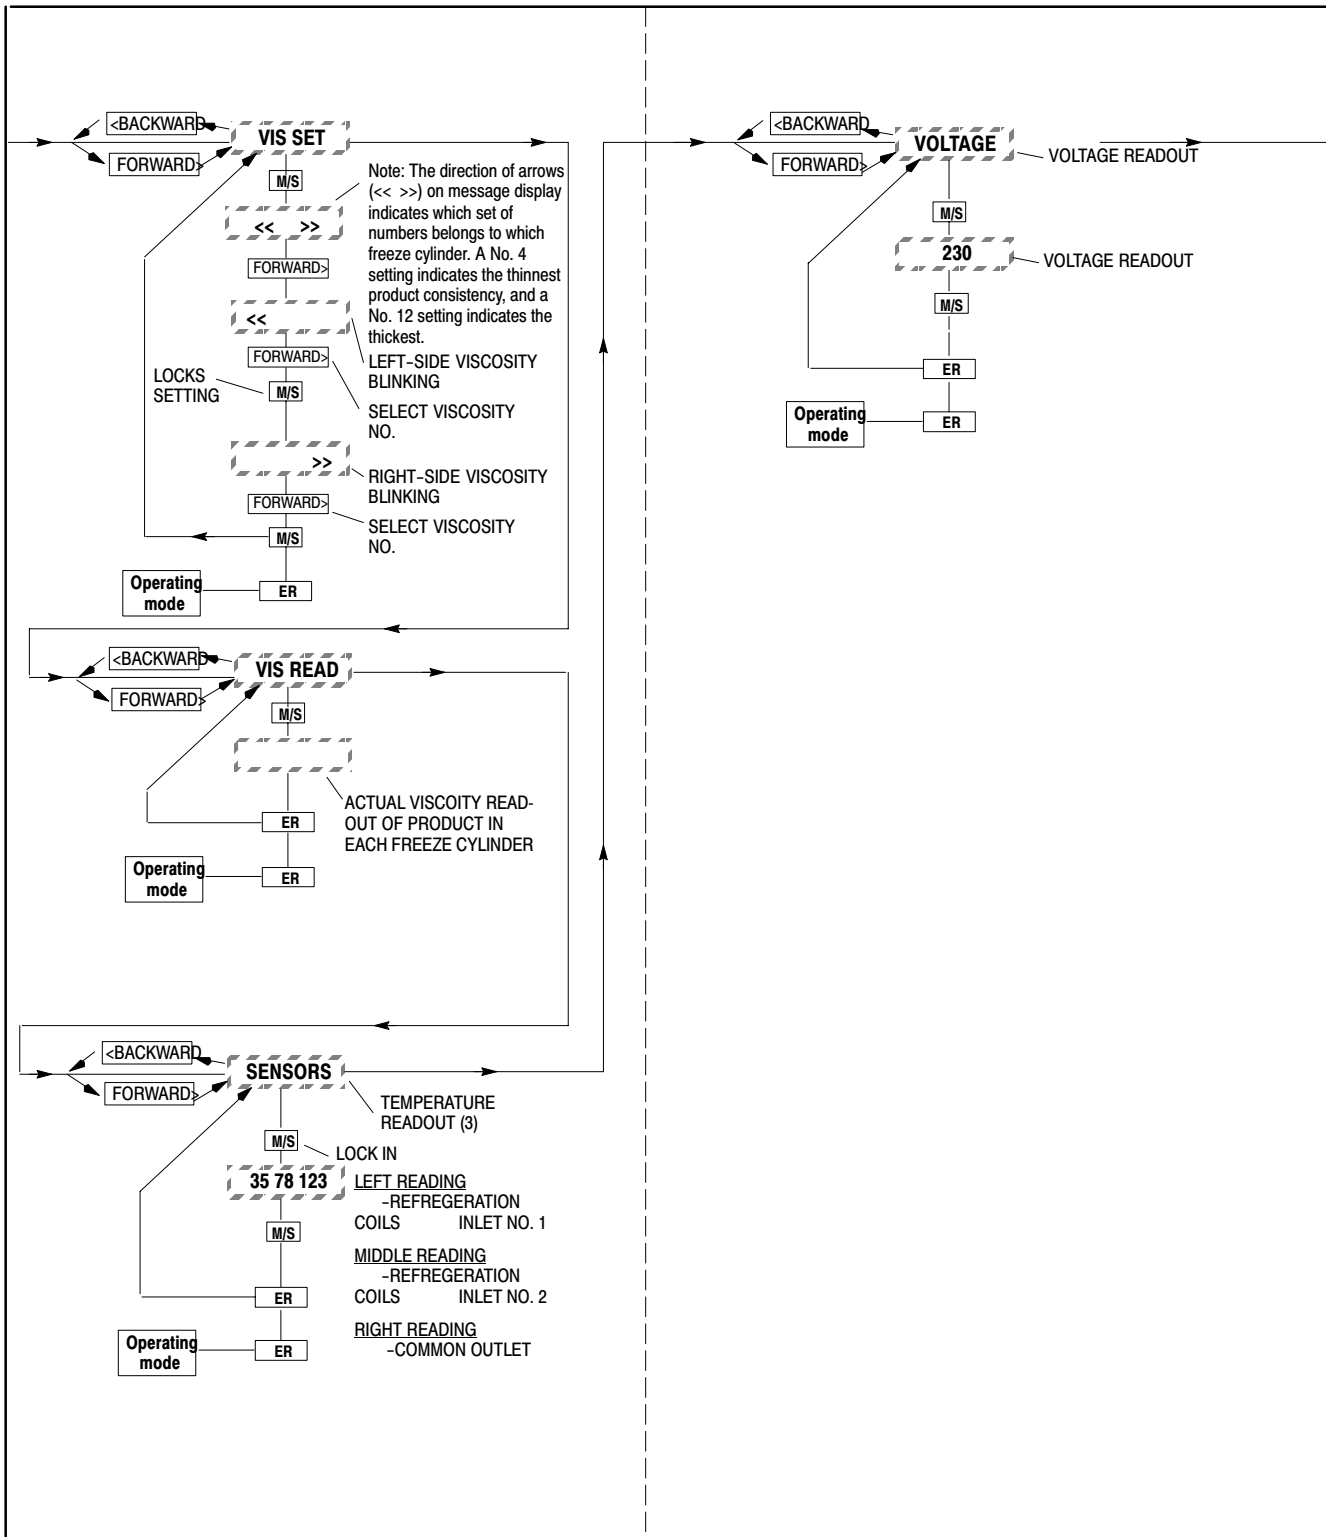 <BACKWARD
VIS SET
FORWARD>
M/S
Note: The direction of arrows
(<< >>) on message display
indicates which set of
numbers belongs to which
freeze cylinder. A No. 4
setting indicates the thinnest
product consistency, and a
No. 12 setting indicates the
thickest.
<< >>
FORWARD>
<<
LEFT-SIDE VISCOSITY
BLINKING
FORWARD>
LOCKS
SETTING
M/S
SELECT VISCOSITY
NO.
>>
RIGHT-SIDE VISCOSITY
BLINKING
FORWARD>
SELECT VISCOSITY
NO.
M/S
Operating
mode
ER
<BACKWARD
VIS READ
FORWARD>
M/S
ACTUAL VISCOITY READ-
OUT OF PRODUCT IN
EACH FREEZE CYLINDER
ER
Operating
mode
ER
<BACKWARD
SENSORS
FORWARD>
TEMPERATURE
READOUT (3)
M/S
LOCK IN
35 78 123
LEFT READING
-REFREGERATION
COILS INLET NO. 1
M/S
MIDDLE READING
-REFREGERATION
COILS INLET NO. 2
ER
RIGHT READING
-COMMON OUTLET
Operating
mode
ER
<BACKWARD
VOLTAGE
FORWARD>
VOLTAGE READOUT
M/S
230
VOLTAGE READOUT
M/S
ER
Operating
mode
ER